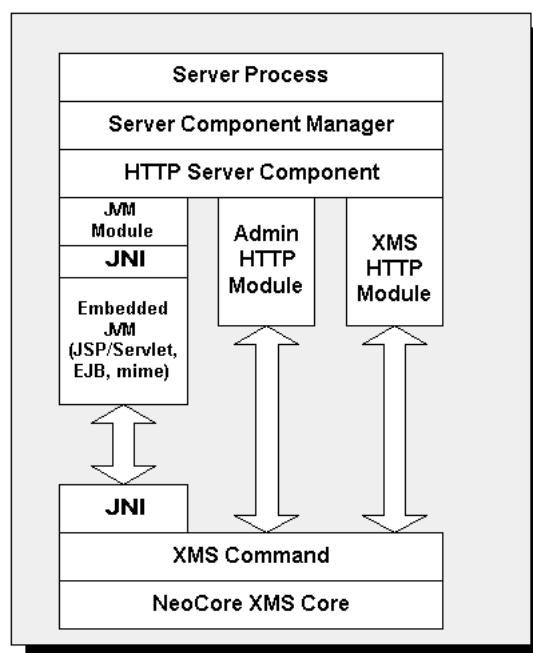 Server Process
Server Component Manager
HTTP Server Component
JVM
Module
JNI
Embedded
JVM
(JSP/Servlet,
EJB, mime)
Admin
HTTP
Module
XMS
HTTP
Module
JNI
XMS Command
NeoCore XMS Core